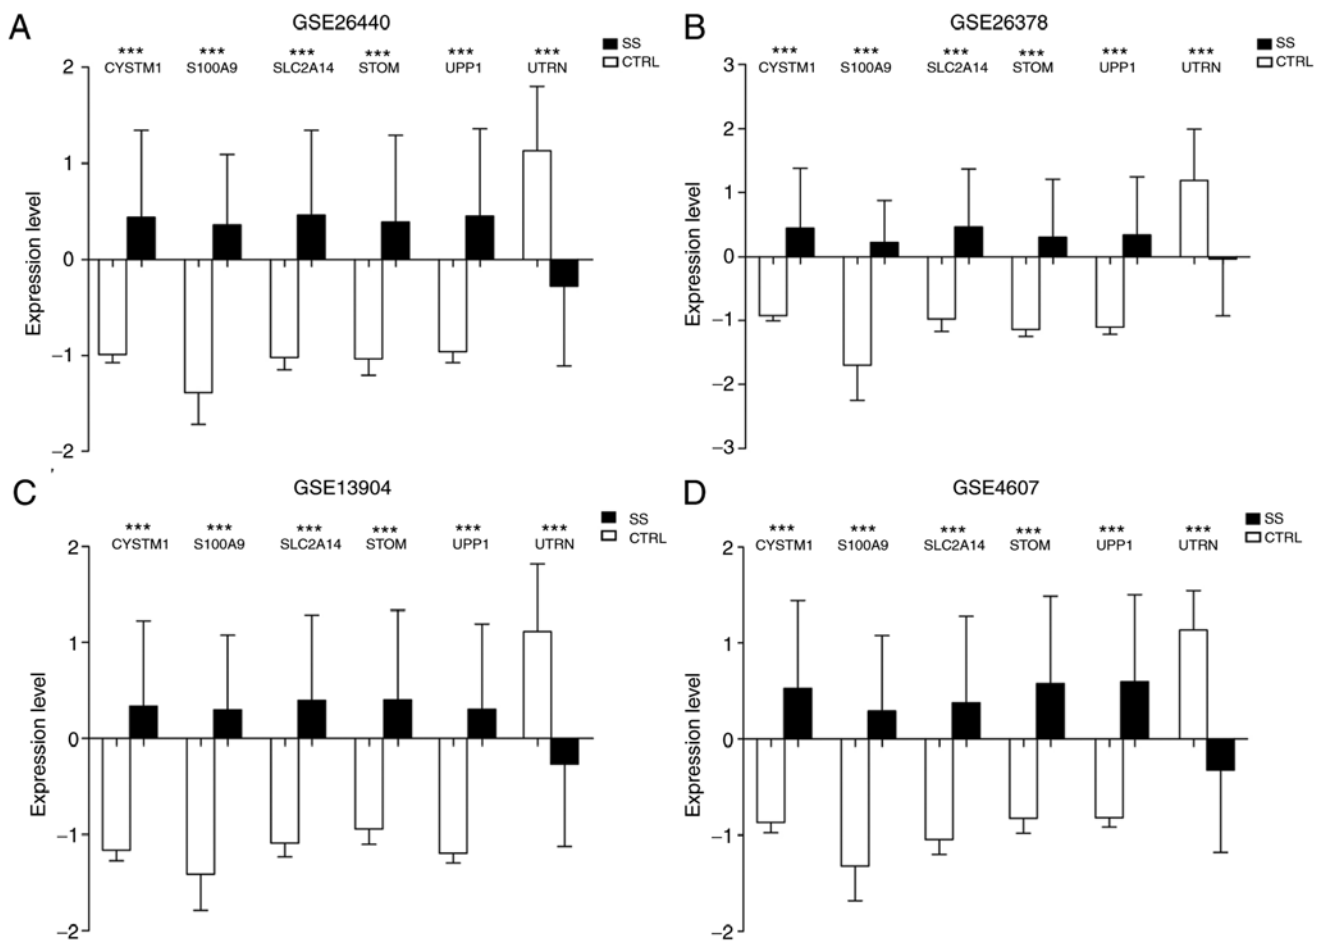 A
GSE26440
*** *** *** *** *** ***
CYSTM1 S100A9 SLC2A14 STOM UPP1 UTRN
SS
CTRL
Expression level
2
1
0
−1
−2
B
GSE26378
*** *** *** *** *** ***
CYSTM1 S100A9 SLC2A14 STOM UPP1 UTRN
SS
CTRL
Expression level
3
2
1
0
−1
−2
−3
C
GSE13904
*** *** *** *** *** ***
CYSTM1 S100A9 SLC2A14 STOM UPP1 UTRN
SS
CTRL
Expression level
2
1
0
−1
−2
D
GSE4607
*** *** *** *** *** ***
CYSTM1 S100A9 SLC2A14 STOM UPP1 UTRN
SS
CTRL
Expression level
2
1
0
−1
−2